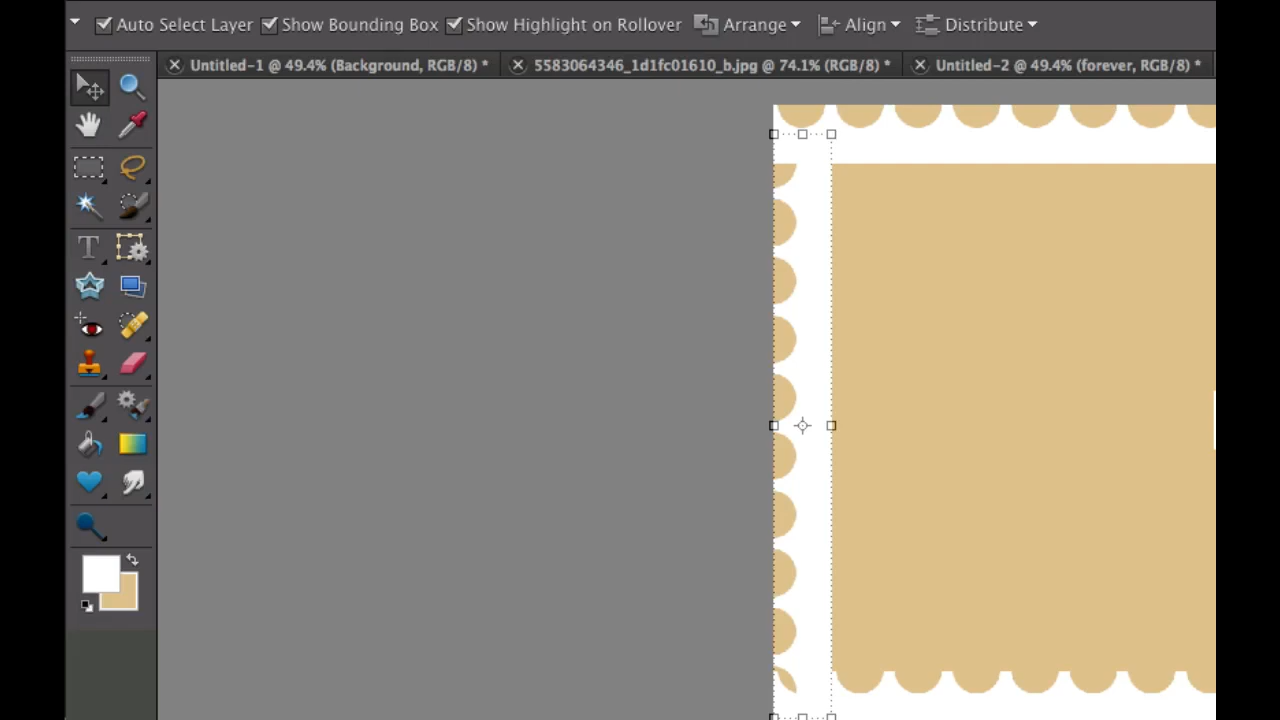 Auto Select Layer Show Bounding Box Show Highlight on Rollover Arrange Align Distribute
Untitled-1 @ 49.4% (Background, RGB/8) * 5583064346_1d1fc01610_b.jpg @ 74.1% (RGB/8) * Untitled-2 @ 49.4% (forever, RGB/8) *
T